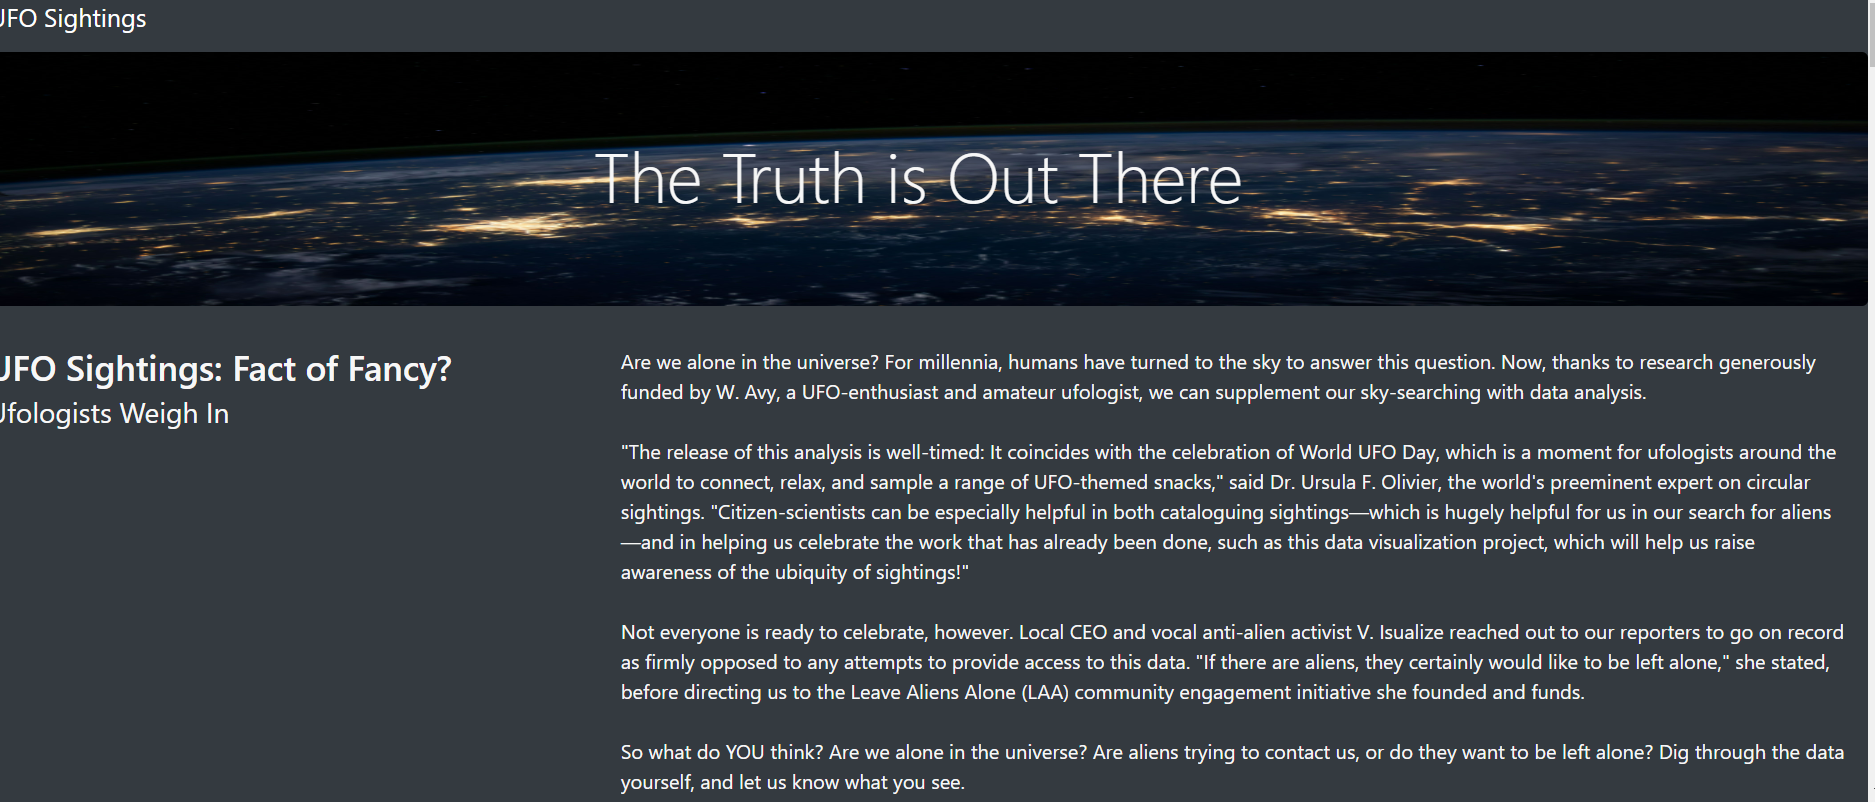 UFO Sightings
The Truth is Out There
UFO Sightings: Fact of Fancy?
Ufologists Weigh In
Are we alone in the universe? For millennia, humans have turned to the sky to answer this question. Now, thanks to research generously
funded by W. Avy, a UFO-enthusiast and amateur ufologist, we can supplement our sky-searching with data analysis.
"The release of this analysis is well-timed: It coincides with the celebration of World UFO Day, which is a moment for ufologists around the
world to connect, relax, and sample a range of UFO-themed snacks," said Dr. Ursula F. Olivier, the world's preeminent expert on circular
sightings. "Citizen-scientists can be especially helpful in both cataloguing sightings—which is hugely helpful for us in our search for aliens
—and in helping us celebrate the work that has already been done, such as this data visualization project, which will help us raise
awareness of the ubiquity of sightings!"
Not everyone is ready to celebrate, however. Local CEO and vocal anti-alien activist V. Isualize reached out to our reporters to go on record
as firmly opposed to any attempts to provide access to this data. "If there are aliens, they certainly would like to be left alone," she stated,
before directing us to the Leave Aliens Alone (LAA) community engagement initiative she founded and funds.
So what do YOU think? Are we alone in the universe? Are aliens trying to contact us, or do they want to be left alone? Dig through the data
yourself, and let us know what you see.